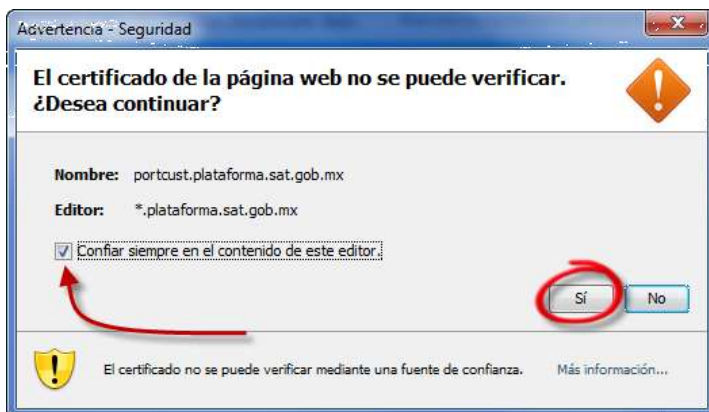 Advertencia - Seguridad
El certificado de la página web no se puede verificar.
¿Desea continuar?
Nombre: portcust.plataforma.sat.gob.mx
Editor: *.plataforma.sat.gob.mx
Confiar siempre en el contenido de este editor.
Sí No
El certificado no se puede verificar mediante una fuente de confianza. Más información...